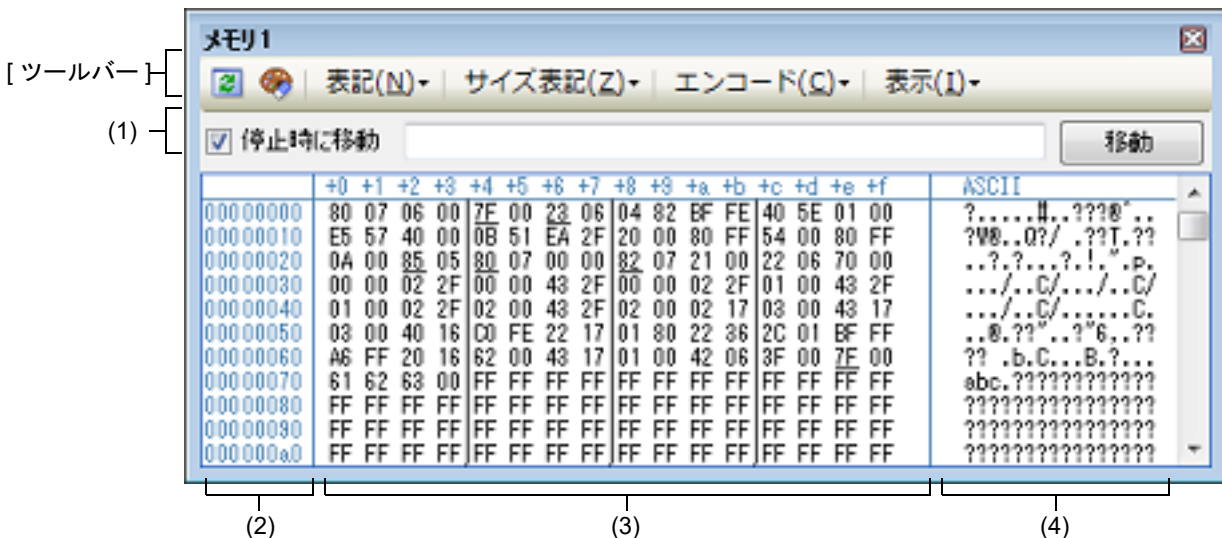 メモリ1
[ ツールバー ]
表記(N) サイズ表記(Z) エンコード(C) 表示(I)
(1)
停止時に移動 移動
+0 +1 +2 +3 +4 +5 +6 +7 +8 +9 +a +b +c +d +e +f ASCII
00000000 80 07 06 00 7F 00 23 06 04 82 BF FE 40 5E 01 00 ?.....#..???@^..
00000010 E5 57 40 00 0B 51 EA 2F 20 00 80 FF 54 00 80 FF ?W@..Q?/ .??T.??
00000020 0A 00 85 05 80 07 00 00 82 07 21 00 22 06 70 00 ..?.?...?.!.".p.
00000030 00 00 02 2F 00 00 43 2F 00 00 02 2F 01 00 43 2F .../..C/.../..C/
00000040 01 00 02 2F 02 00 43 2F 02 00 02 17 03 00 43 17 .../..C/......C.
00000050 03 00 40 16 C0 FE 22 17 01 80 22 36 2C 01 BF FF ..@.??"..?"6,.??
00000060 A6 FF 20 16 62 00 43 17 01 00 42 06 3F 00 7F 00 ?? .b.C...B.?...
00000070 61 62 63 00 FF FF FF FF FF FF FF FF FF FF FF FF abc.????????????
00000080 FF FF FF FF FF FF FF FF FF FF FF FF FF FF FF FF ????????????????
00000090 FF FF FF FF FF FF FF FF FF FF FF FF FF FF FF FF ????????????????
000000a0 FF FF FF FF FF FF FF FF FF FF FF FF FF FF FF FF ????????????????
(2) (3) (4)